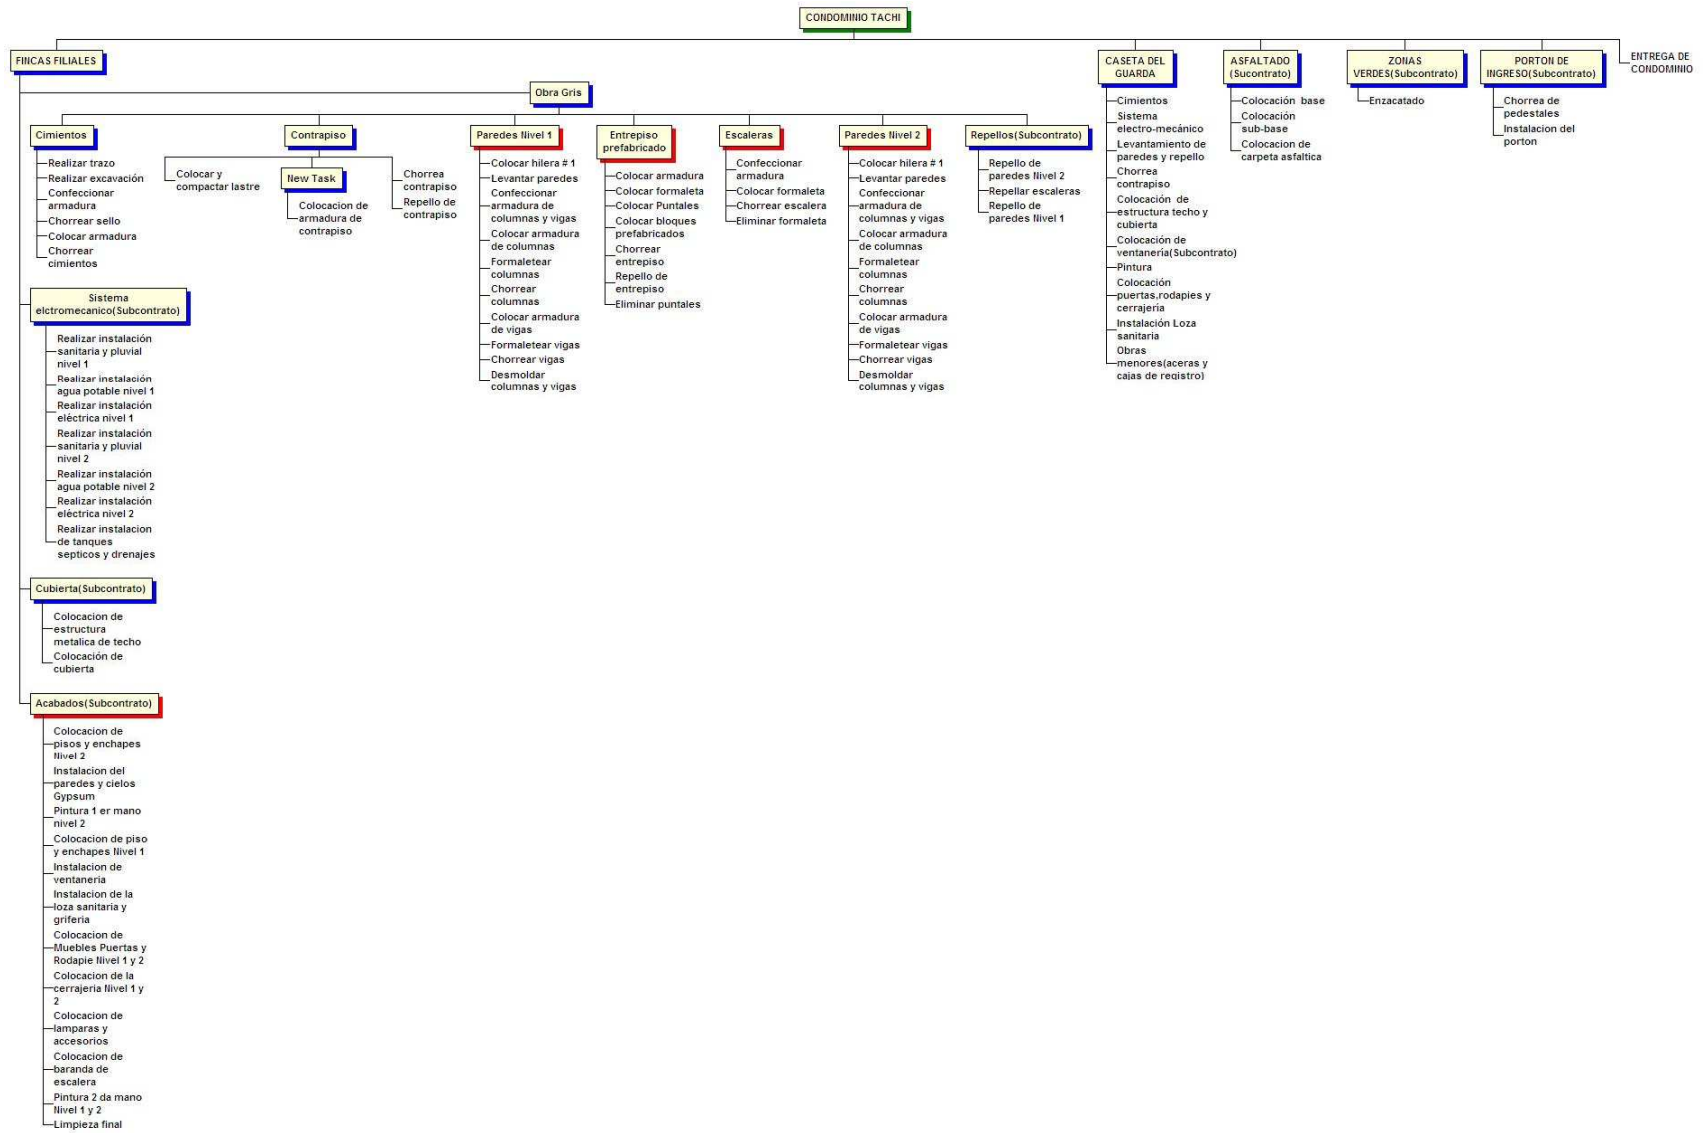 CONDOMINIO TACHI
FINCAS FILIALES
Obra Gris
Cimientos
Realizar trazo
Realizar excavación
Confeccionar
armadura
Chorrear sello
Colocar armadura
Chorrear
cimientos
Contrapiso
Colocar y
compactar lastre
New Task
Colocacion de
armadura de
contrapiso
Chorrea
contrapiso
Repello de
contrapiso
Paredes Nivel 1
Colocar hilera # 1
Levantar paredes
Confeccionar
armadura de
columnas y vigas
Colocar armadura
de columnas
Formaletear
columnas
Chorrear
columnas
Colocar armadura
de vigas
Formaletear vigas
Chorrear vigas
Desmoldar
columnas y vigas
Entrepiso
prefabricado
Colocar armadura
Colocar formaleta
Colocar Puntales
Colocar bloques
prefabricados
Chorrear
entrepiso
Repello de
entrepiso
Eliminar puntales
Escaleras
Confeccionar
armadura
Colocar formaleta
Chorrear escalera
Eliminar formaleta
Paredes Nivel 2
Colocar hilera # 1
Levantar paredes
Confeccionar
armadura de
columnas y vigas
Colocar armadura
de columnas
Formaletear
columnas
Chorrear
columnas
Colocar armadura
de vigas
Formaletear vigas
Chorrear vigas
Desmoldar
columnas y vigas
Repellos(Subcontrato)
Repello de
paredes Nivel 2
Repellar escaleras
Repello de
paredes Nivel 1
Sistema
elctromecanico(Subcontrato)
Realizar instalación
sanitaria y pluvial
nivel 1
Realizar instalación
agua potable nivel 1
Realizar instalación
eléctrica nivel 1
Realizar instalación
sanitaria y pluvial
nivel 2
Realizar instalación
agua potable nivel 2
Realizar instalación
eléctrica nivel 2
Realizar instalacion
de tanques
septicos y drenajes
Cubierta(Subcontrato)
Colocacion de
estructura
metalica de techo
Colocación de
cubierta
Acabados(Subcontrato)
Colocacion de
pisos y enchapes
Nivel 2
Instalacion del
paredes y cielos
Gypsum
Pintura 1 er mano
nivel 2
Colocacion de piso
y enchapes Nivel 1
Instalacion de
ventaneria
Instalacion de la
loza sanitaria y
griferia
Colocacion de
Muebles Puertas y
Rodapie Nivel 1 y 2
Colocacion de la
cerrajeria Nivel 1 y
2
Colocacion de
lamparas y
accesorios
Colocacion de
baranda de
escalera
Pintura 2 da mano
Nivel 1 y 2
Limpieza final
CASETA DEL
GUARDA
Cimientos
Sistema
electro-mecánico
Levantamiento de
paredes y repello
Chorrea
contrapiso
Colocación de
estructura techo y
cubierta
Colocación de
ventanería(Subcontrato)
Pintura
Colocación
puertas,rodapies y
cerrajería
Instalación Loza
sanitaria
Obras
menores(aceras y
cajas de registro)
ASFALTADO
(Sucontrato)
Colocación base
Colocación
sub-base
Colocacion de
carpeta asfaltica
ZONAS
VERDES(Subcontrato)
Enzacatado
PORTON DE
INGRESO(Subcontrato)
Chorrea de
pedestales
Instalacion del
porton
ENTREGA DE
CONDOMINIO